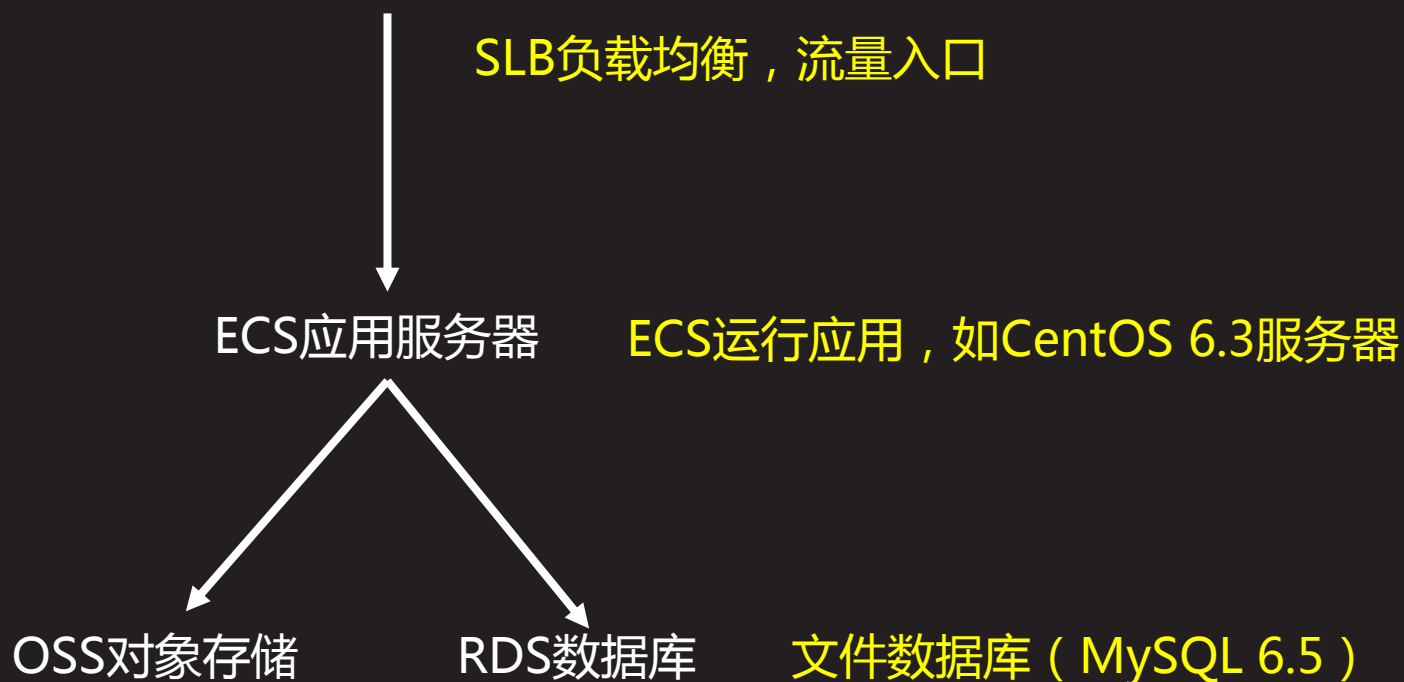 SLB负载均衡，流量入口
ECS应用服务器
ECS运行应用，如CentOS 6.3服务器
OSS对象存储
RDS数据库
文件数据库（MySQL 6.5）